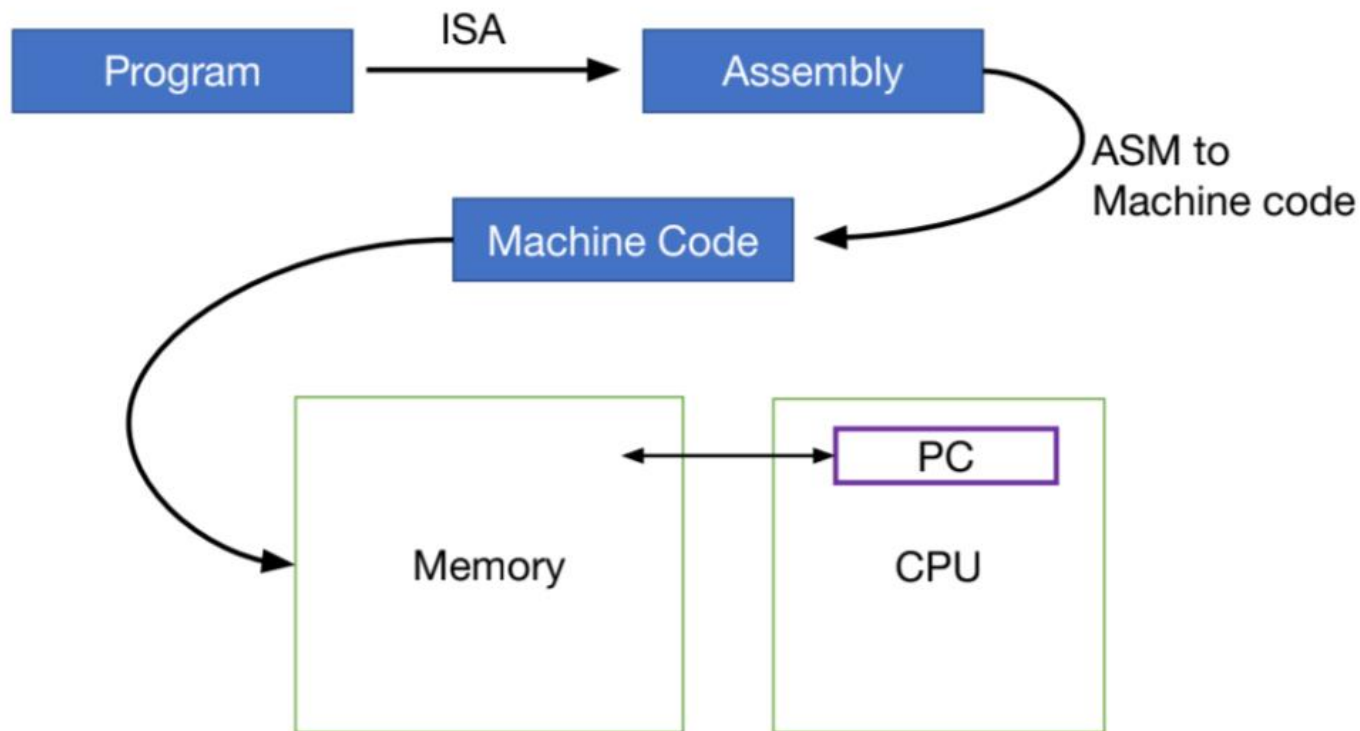 ISA
Program
Assembly
ASM to
Machine code
Machine Code
PC
Memory
CPU